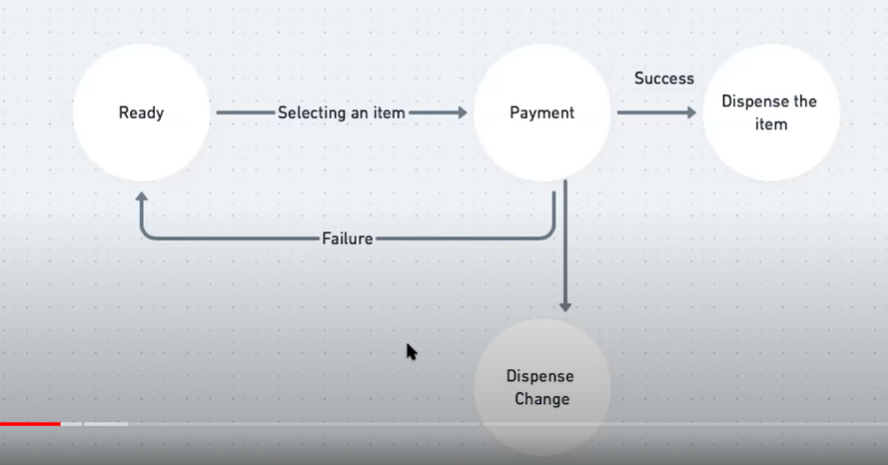 Ready
Selecting an item
Payment
Success
Dispense the
item
Failure
Dispense
Change